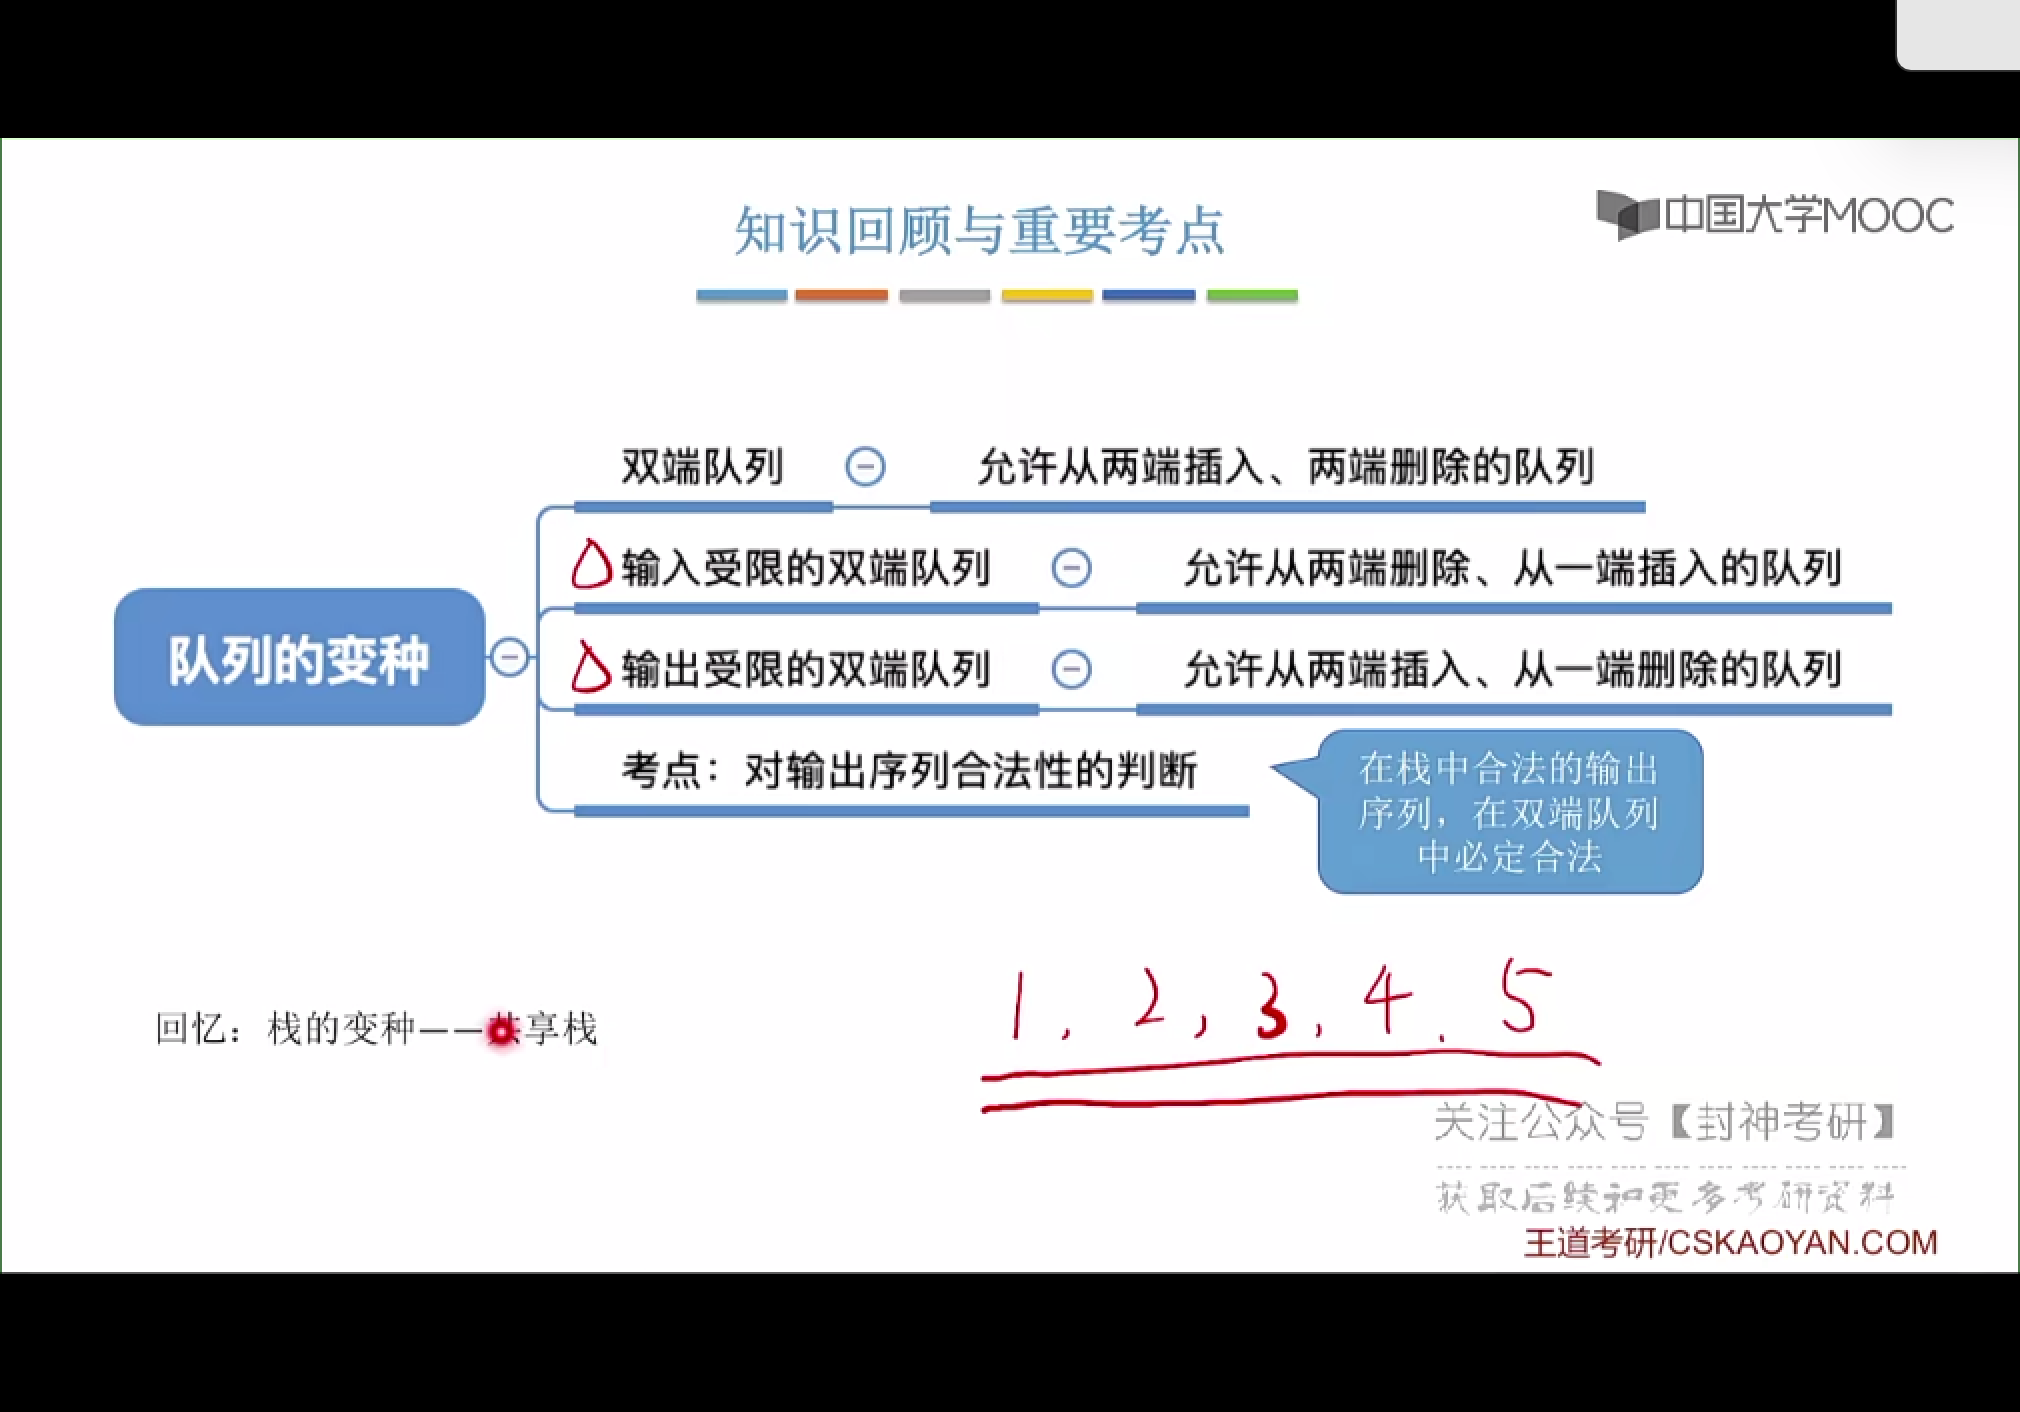 知识回顾与重要考点
中国大学MOOC
双端队列
允许从两端插入、两端删除的队列
输入受限的双端队列
允许从两端删除、从一端插入的队列
队列的变种
输出受限的双端队列
允许从两端插入、从一端删除的队列
考点：对输出序列合法性的判断
在栈中合法的输出
序列，在双端队列
中必定合法
1, 2, 3, 4, 5
回忆：栈的变种——共享栈
关注公众号【封神考研】
获取后续和更多考研资料
王道考研/CSKAOYAN.COM